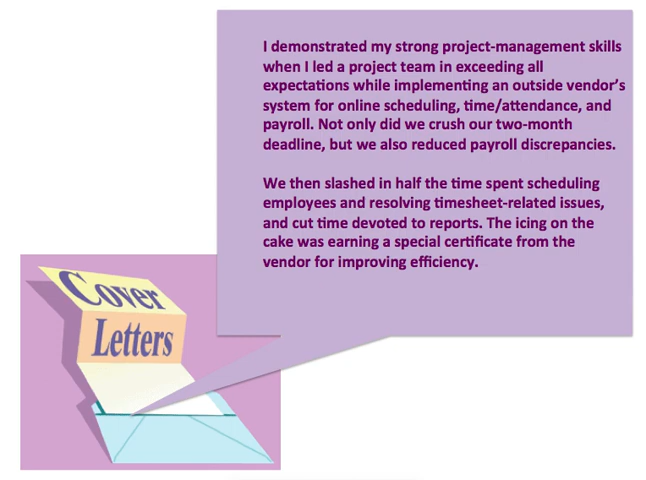 I demonstrated my strong project-management skills
when I led a project team in exceeding all
expectations while implementing an outside vendor's
system for online scheduling, time/attendance, and
payroll. Not only did we crush our two-month
deadline, but we also reduced payroll discrepancies.
We then slashed in half the time spent scheduling
employees and resolving timesheet-related issues,
and cut time devoted to reports. The icing on the
cake was earning a special certificate from the
vendor for improving efficiency.
Cover
Letters